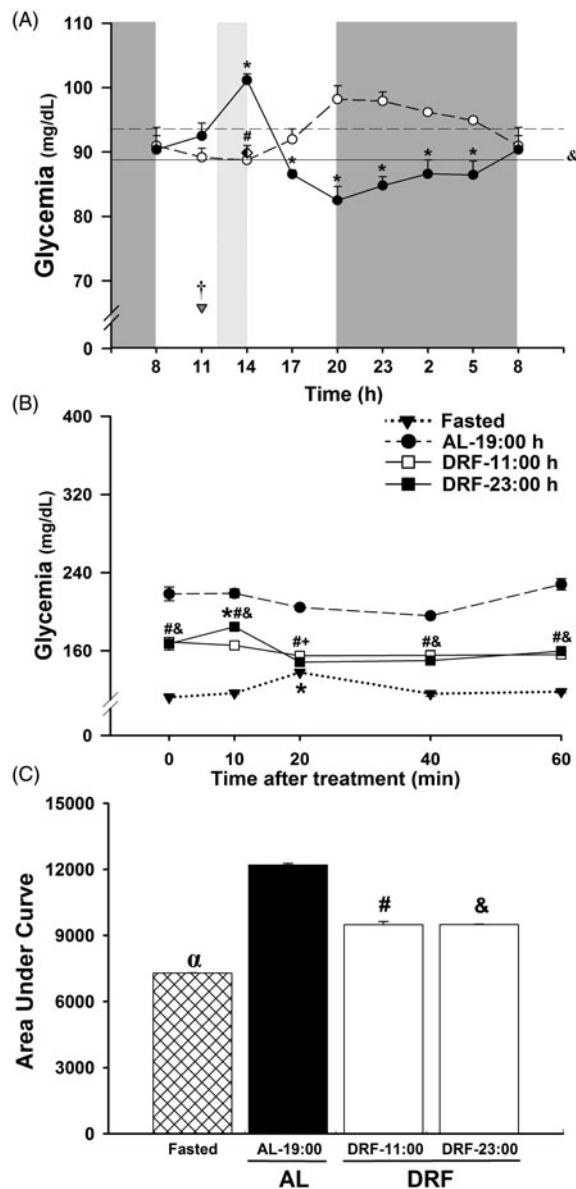 (A)
110
*
100
#
90
*
*
*
*
*
&
80
70
†
0
8 11 14 17 20 23 2 5 8
Time (h)
Glycemia (mg/dL)
(B)
400
Fasted
AL-19:00 h
DRF-11:00 h
DRF-23:00 h
320
240
*#&
#&
#+
#&
#&
160
*
0
0 10 20 40 60
Time after treatment (min)
Glycemia (mg/dL)
(C)
15000
12000
# &
9000
α
6000
3000
0
Area Under Curve
Fasted AL-19:00 DRF-11:00 DRF-23:00
AL DRF